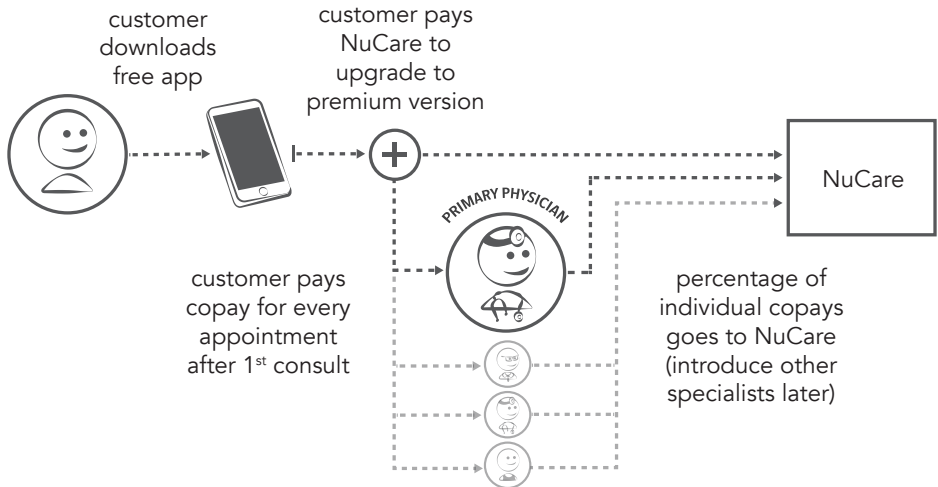 customer
downloads
free app
customer pays
NuCare to
upgrade to
premium version
NuCare
PRIMARY PHYSICIAN
customer pays
copay for every
appointment
after 1st consult
percentage of
individual copays
goes to NuCare
(introduce other
specialists later)